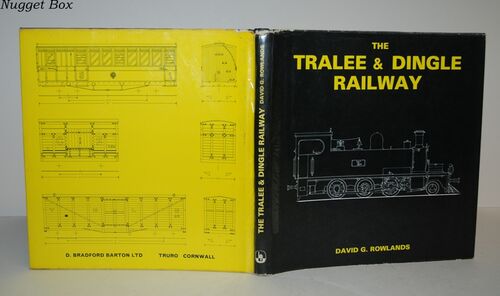 Nugget Box
THE
TRALEE & DINGLE
RAILWAY
DAVID G. ROWLANDS
THE TRALEE & DINGLE RAILWAY DAVID G. ROWLANDS
D. BRADFORD BARTON LTD TRURO CORNWALL